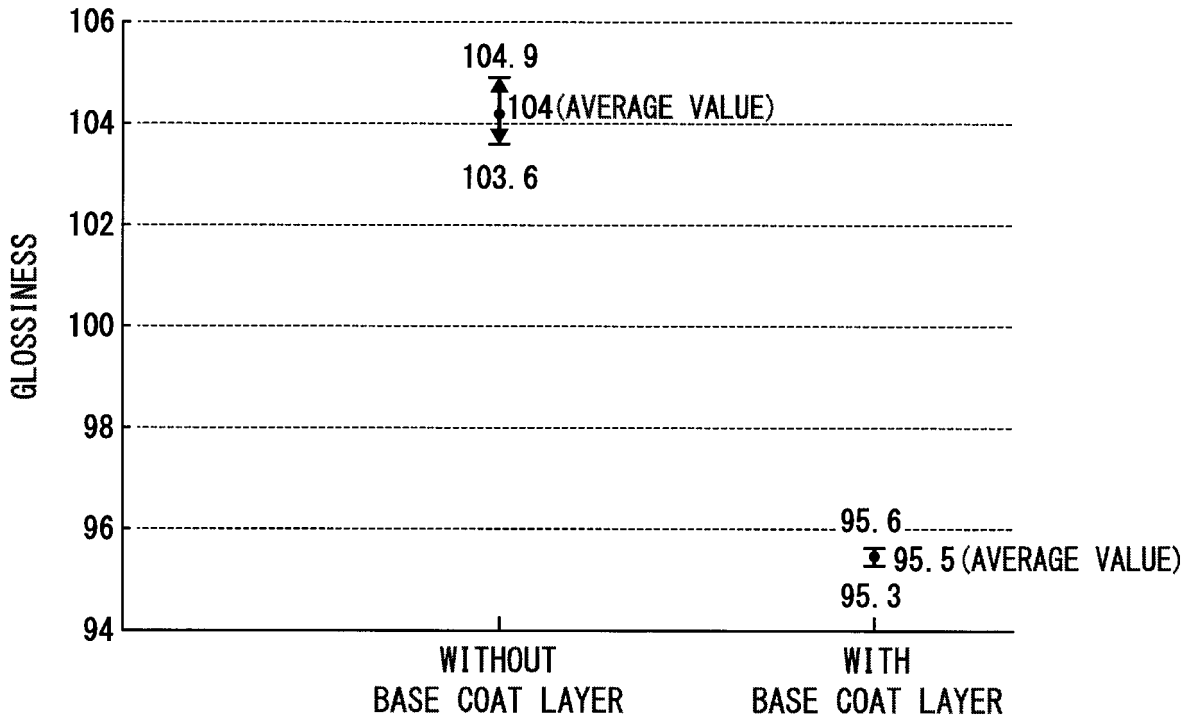 GLOSSINESS
106
104
102
100
98
96
94
104.9
104(AVERAGE VALUE)
103.6
95.6
95.5(AVERAGE VALUE)
95.3
WITHOUT
BASE COAT LAYER
WITH
BASE COAT LAYER